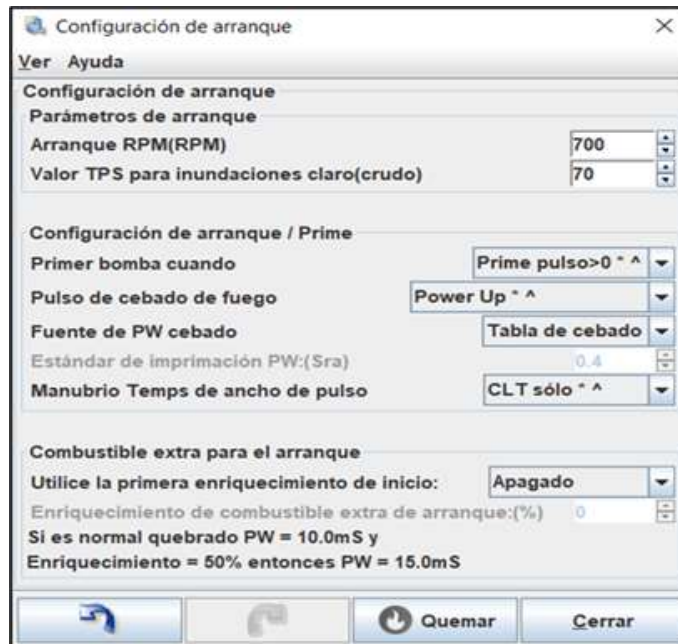 Configuración de arranque
Ver Ayuda
Configuración de arranque
Parámetros de arranque
Arranque RPM(RPM) 700
Valor TPS para inundaciones claro(crudo) 70
Configuración de arranque / Prime
Primer bomba cuando Prime pulso>0 * ^
Pulso de cebado de fuego Power Up * ^
Fuente de PW cebado Tabla de cebado
Estándar de imprimación PW:(Sra) 0.4
Manubrio Temps de ancho de pulso CLT sólo * ^
Combustible extra para el arranque
Utilice la primera enriquecimiento de inicio: Apagado
Enriquecimiento de combustible extra de arranque:(%) 0
Si es normal quebrado PW = 10.0mS y
Enriquecimiento = 50% entonces PW = 15.0mS
Quemar Cerrar